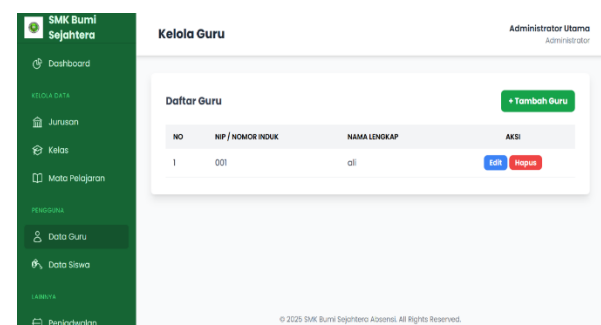 SMK Bumi
Sejahtera
Dashboard
KELOLA DATA
Jurusan
Kelas
Mata Pelajaran
PENGGUNA
Data Guru
Data Siswa
LAINNYA
Penjadwalan
Kelola Guru
Administrator Utama
Administrator
Daftar Guru
+ Tambah Guru
NO NIP / NOMOR INDUK NAMA LENGKAP AKSI
1 001 ali Edit Hapus
© 2025 SMK Bumi Sejahtera Absensi. All Rights Reserved.